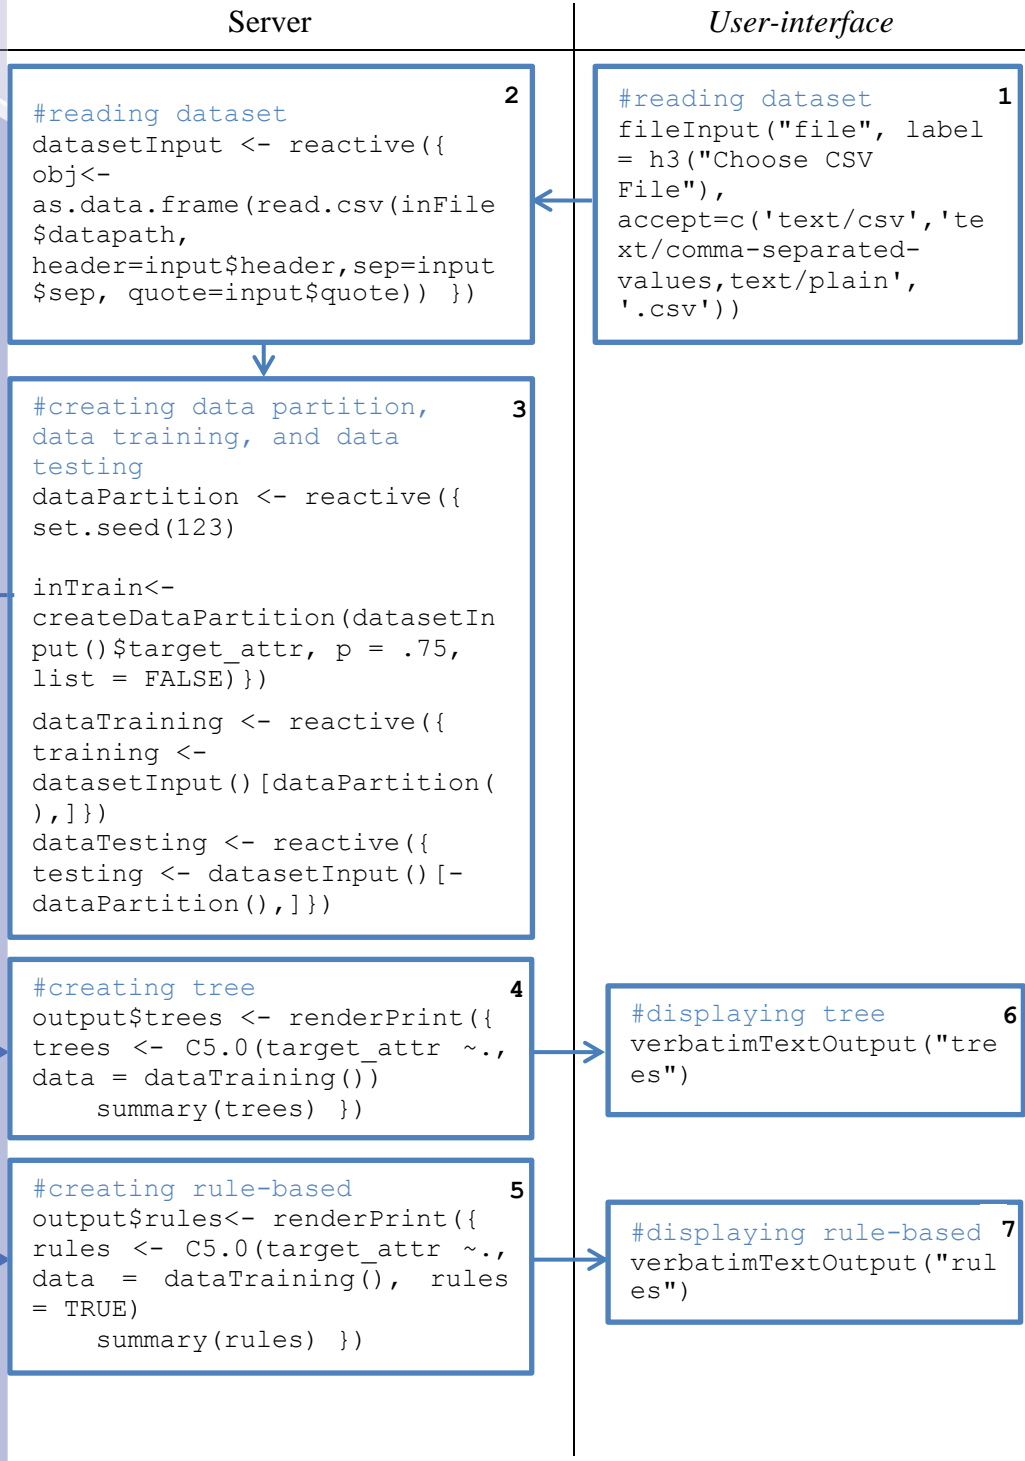 Server
User-interface
2
#reading dataset
datasetInput <- reactive({
obj<-
as.data.frame(read.csv(inFile
$datapath,
header=input$header,sep=input
$sep, quote=input$quote)) })
1
#reading dataset
fileInput("file", label
= h3("Choose CSV
File"),
accept=c('text/csv','te
xt/comma-separated-
values,text/plain',
'.csv'))
3
#creating data partition,
data training, and data
testing
dataPartition <- reactive({
set.seed(123)
inTrain<-
createDataPartition(datasetIn
put()$target_attr, p = .75,
list = FALSE)})
dataTraining <- reactive({
training <-
datasetInput()[dataPartition(
),]})
dataTesting <- reactive({
testing <- datasetInput()[-
dataPartition(),]})
4
#creating tree
output$trees <- renderPrint({
trees <- C5.0(target_attr ~.,
data = dataTraining())
    summary(trees) })
6
#displaying tree
verbatimTextOutput("tre
es")
5
#creating rule-based
output$rules<- renderPrint({
rules <- C5.0(target_attr ~.,
data = dataTraining(), rules
= TRUE)
    summary(rules) })
7
#displaying rule-based
verbatimTextOutput("rul
es")